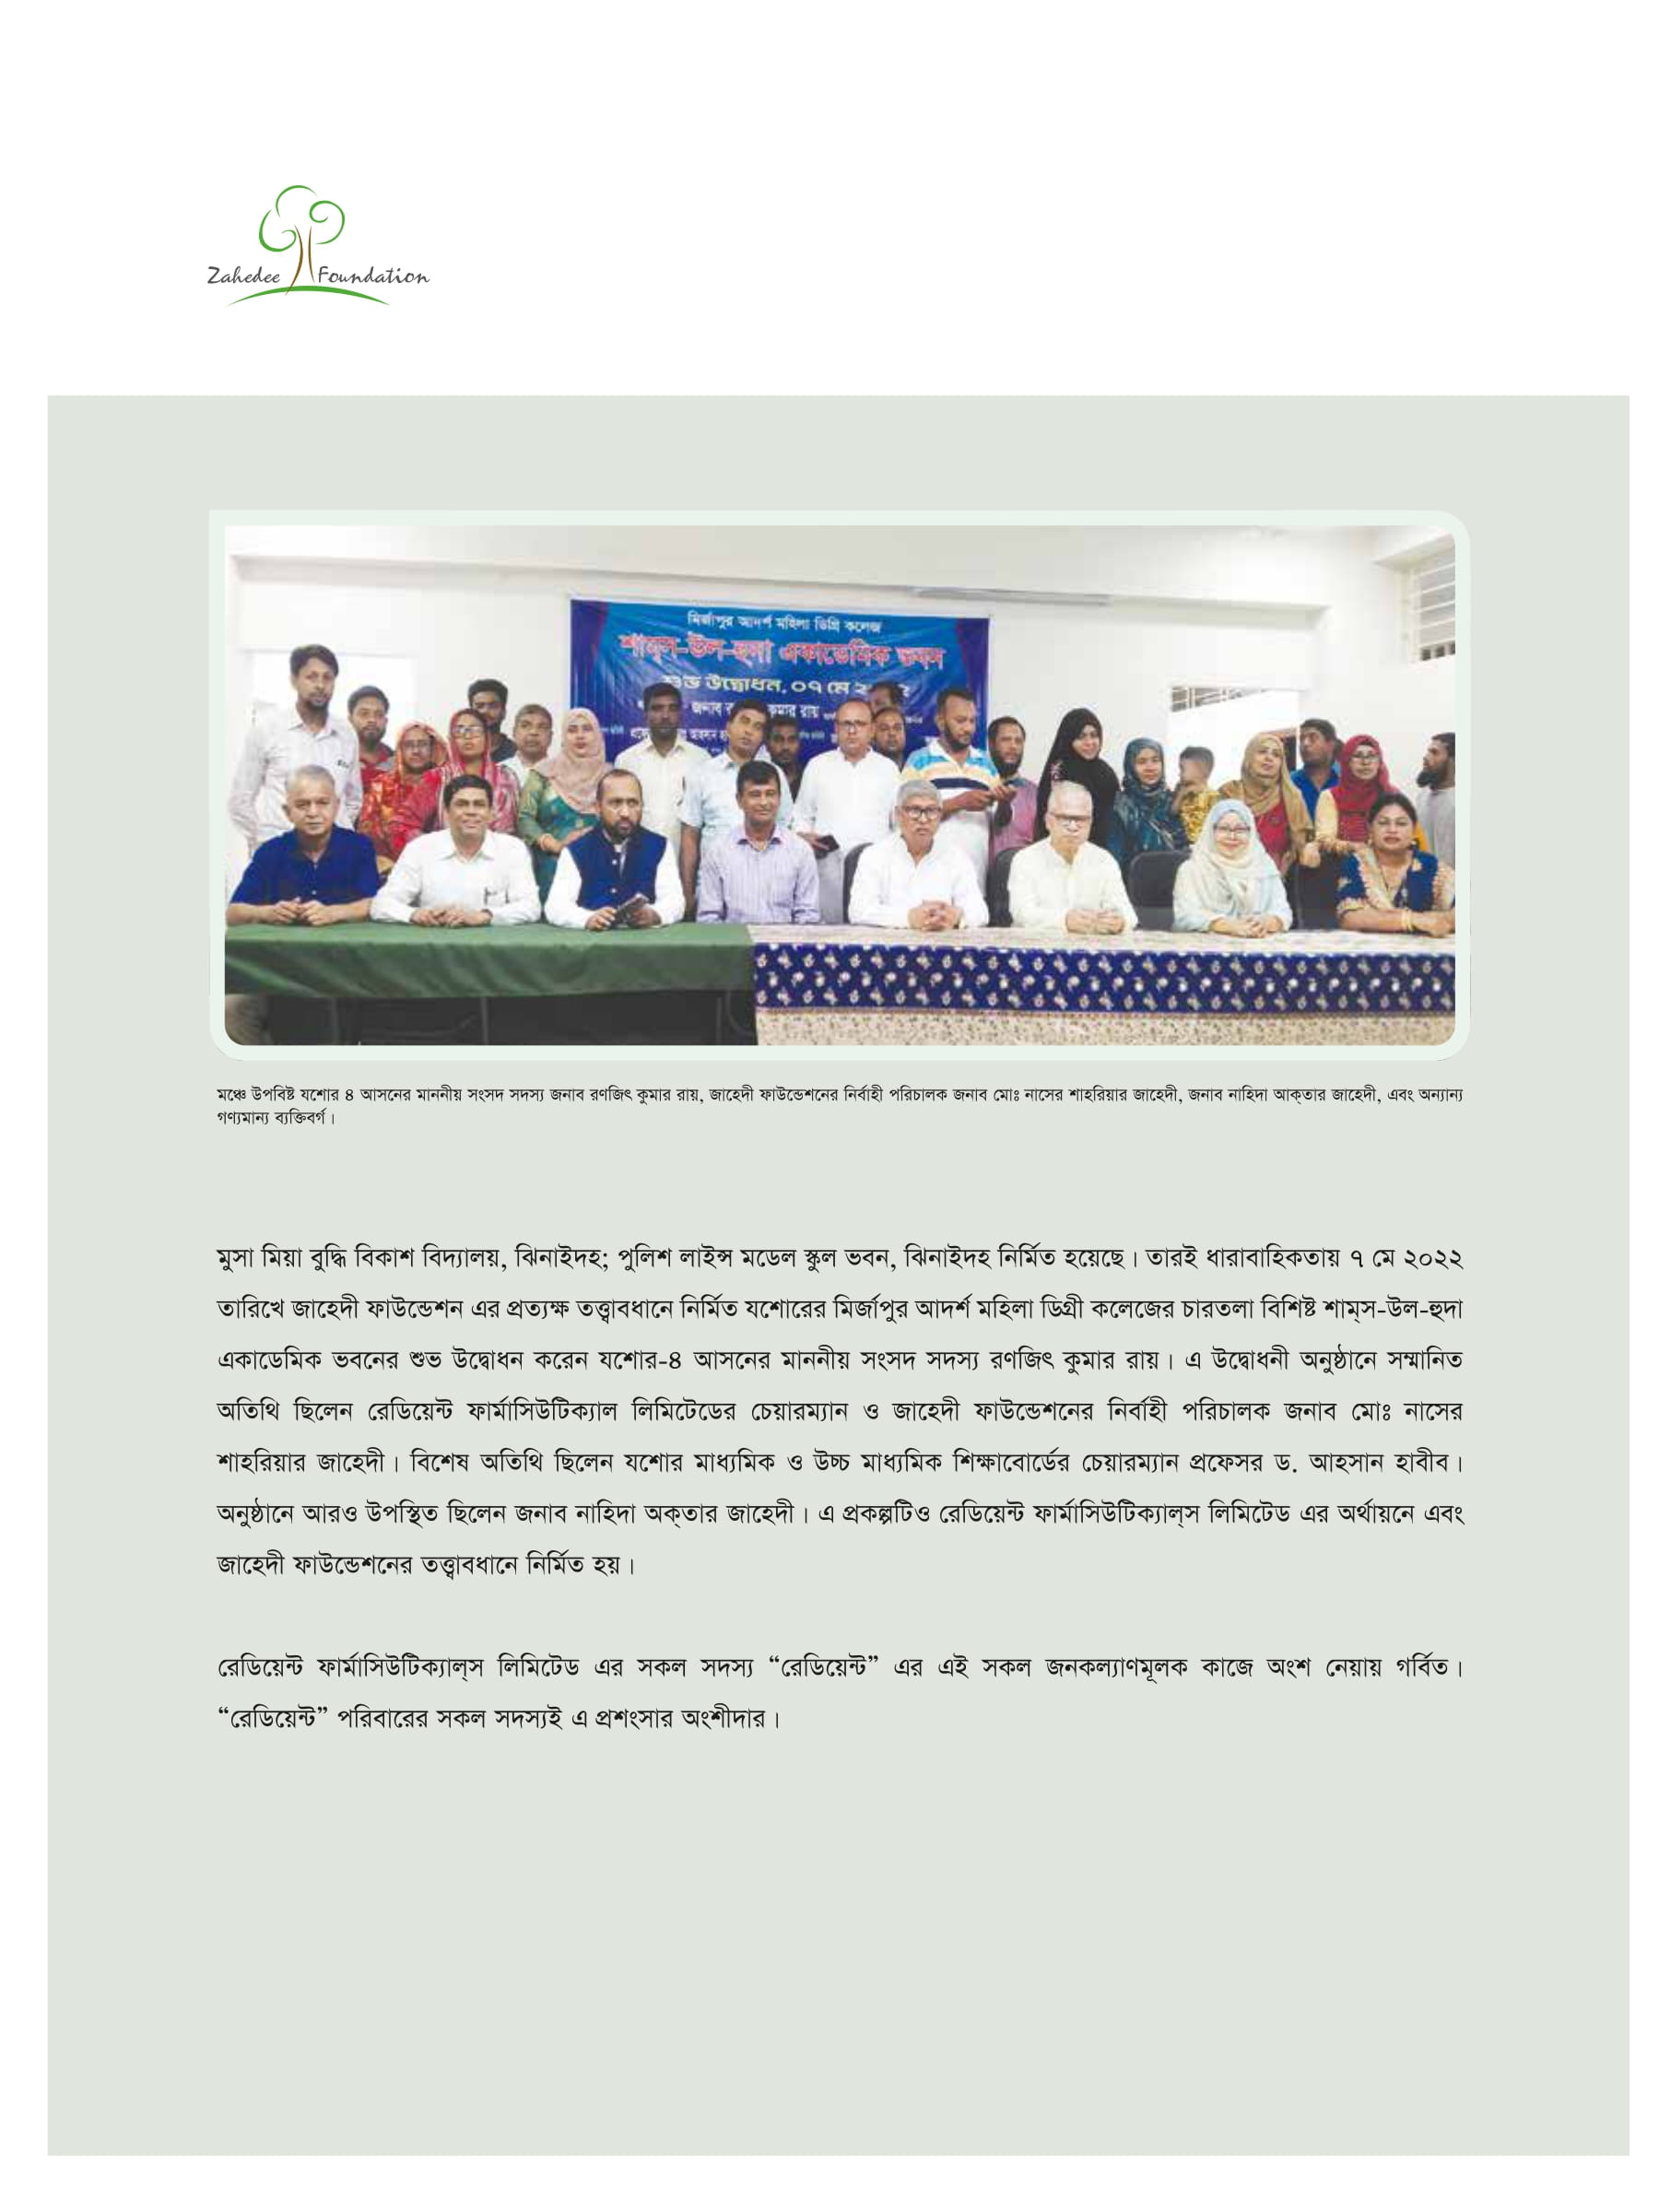 Zahedee Foundation
মির্জাপুর আদর্শ মহিলা ডিগ্রি কলেজ
শাম্স-উল-হুদা একাডেমিক ভবন
শুভ উদ্বোধন, ০৭ মে
জনাব কুমার রায়
মঞ্চে উপবিষ্ট যশোর ৪ আসনের মাননীয় সংসদ সদস্য জনাব রণজিৎ কুমার রায়, জাহেদী ফাউন্ডেশনের নির্বাহী পরিচালক জনাব মোঃ নাসের শাহরিয়ার জাহেদী, জনাব নাহিদা আক্তার জাহেদী, এবং অন্যান্য
গণ্যমান্য ব্যক্তিবর্গ।
মুসা মিয়া বুদ্ধি বিকাশ বিদ্যালয়, ঝিনাইদহ; পুলিশ লাইন্স মডেল স্কুল ভবন, ঝিনাইদহ নির্মিত হয়েছে। তারই ধারাবাহিকতায় ৭ মে ২০২২
তারিখে জাহেদী ফাউন্ডেশন এর প্রত্যক্ষ তত্ত্বাবধানে নির্মিত যশোরের মির্জাপুর আদর্শ মহিলা ডিগ্রী কলেজের চারতলা বিশিষ্ট শাম্স-উল-হুদা
একাডেমিক ভবনের শুভ উদ্বোধন করেন যশোর-৪ আসনের মাননীয় সংসদ সদস্য রণজিৎ কুমার রায়। এ উদ্বোধনী অনুষ্ঠানে সম্মানিত
অতিথি ছিলেন রেডিয়েন্ট ফার্মাসিউটিক্যাল লিমিটেডের চেয়ারম্যান ও জাহেদী ফাউন্ডেশনের নির্বাহী পরিচালক জনাব মোঃ নাসের
শাহরিয়ার জাহেদী। বিশেষ অতিথি ছিলেন যশোর মাধ্যমিক ও উচ্চ মাধ্যমিক শিক্ষাবোর্ডের চেয়ারম্যান প্রফেসর ড. আহসান হাবীব।
অনুষ্ঠানে আরও উপস্থিত ছিলেন জনাব নাহিদা অক্তার জাহেদী। এ প্রকল্পটিও রেডিয়েন্ট ফার্মাসিউটিক্যাল্স লিমিটেড এর অর্থায়নে এবং
জাহেদী ফাউন্ডেশনের তত্ত্বাবধানে নির্মিত হয়।
রেডিয়েন্ট ফার্মাসিউটিক্যাল্স লিমিটেড এর সকল সদস্য “রেডিয়েন্ট” এর এই সকল জনকল্যাণমূলক কাজে অংশ নেয়ায় গর্বিত।
“রেডিয়েন্ট” পরিবারের সকল সদস্যই এ প্রশংসার অংশীদার।